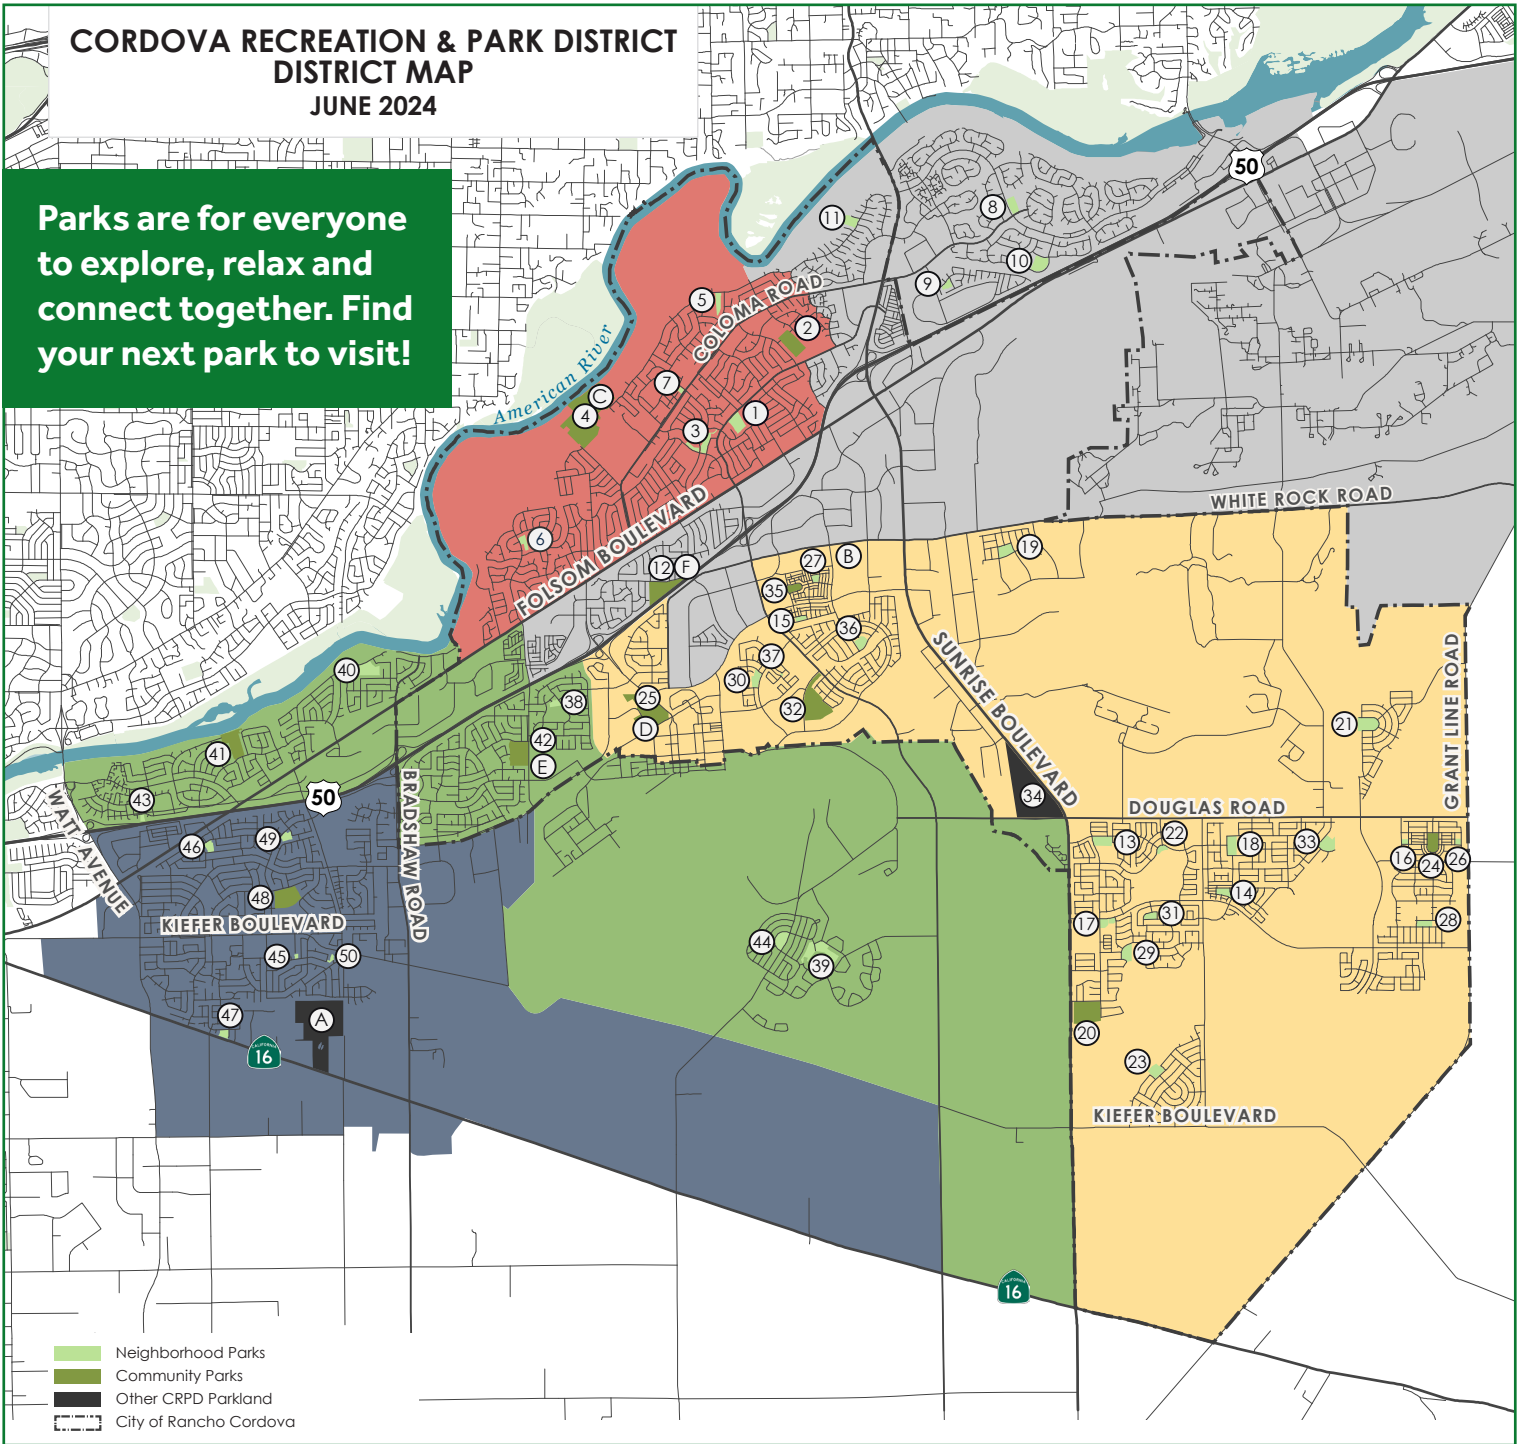 CORDOVA RECREATION & PARK DISTRICT
DISTRICT MAP
JUNE 2024
Parks are for everyone
to explore, relax and
connect together. Find
your next park to visit!
50
8
11
10
9
5
COLOMA ROAD
2
American River
7
C
4
1
3
WHITE ROCK ROAD
FOLSOM BOULEVARD
6
19
27
B
12
F
35
15
36
SUNRISE BOULEVARD
37
40
30
38
25
32
GRANT LINE ROAD
21
D
42
41
E
50
43
WATT AVENUE
BRADSHAW ROAD
34
DOUGLAS ROAD
49
46
13
22
18
33
16
24
26
48
14
KIEFER BOULEVARD
31
17
28
44
29
45
50
39
47
A
20
CALIFORNIA
16
23
KIEFER BOULEVARD
CALIFORNIA
16
Neighborhood Parks
Community Parks
Other CRPD Parkland
City of Rancho Cordova